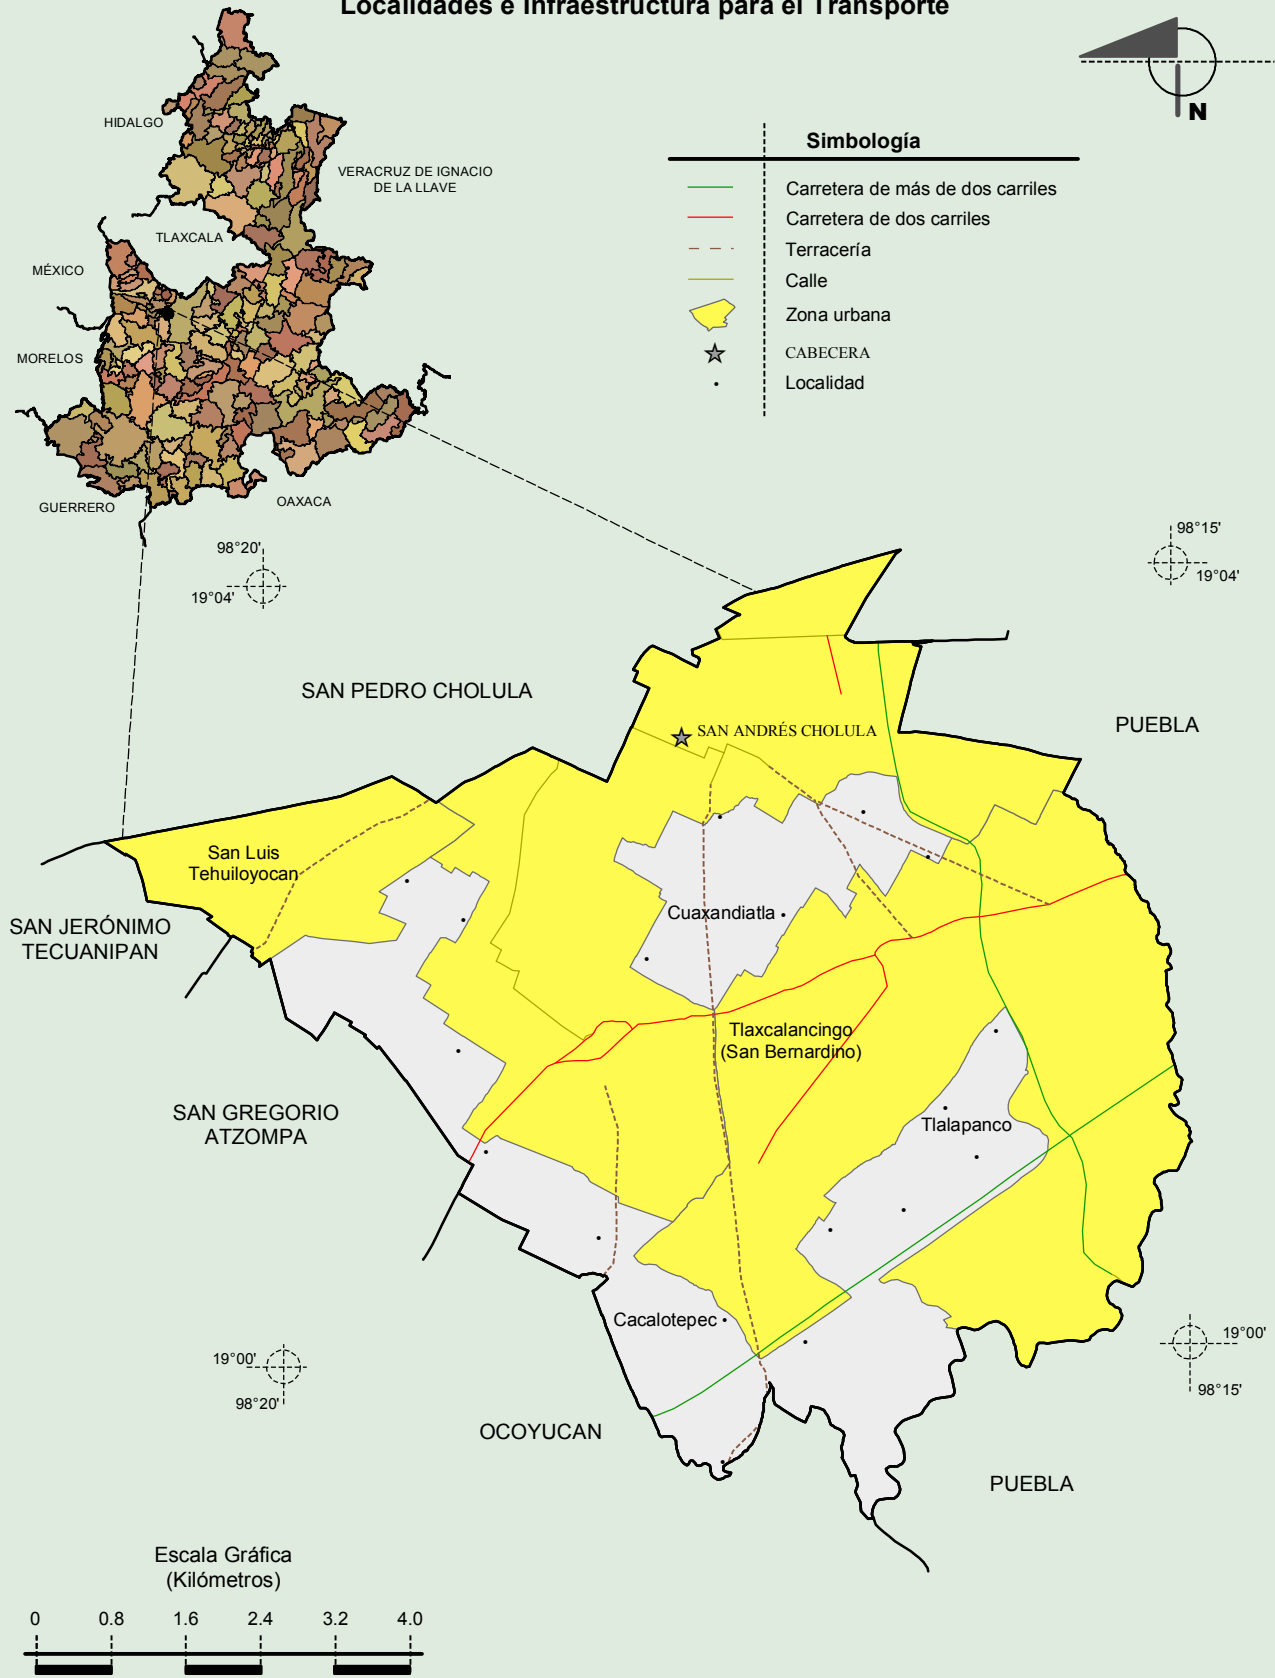 Localidades e Infraestructura para el Transporte
N
HIDALGO
VERACRUZ DE IGNACIO
DE LA LLAVE
TLAXCALA
MÉXICO
MORELOS
GUERRERO
OAXACA
Simbología
Carretera de más de dos carriles
Carretera de dos carriles
Terracería
Calle
Zona urbana
CABECERA
Localidad
98°20'
19°04'
98°15'
19°04'
SAN PEDRO CHOLULA
SAN ANDRÉS CHOLULA
PUEBLA
San Luis
Tehuiloyocan
SAN JERÓNIMO
TECUANIPAN
Cuaxandiatla
Tlaxcalancingo
(San Bernardino)
SAN GREGORIO
ATZOMPA
Tlalapanco
Cacalotepec
19°00'
98°20'
19°00'
98°15'
OCOYUCAN
PUEBLA
Escala Gráfica
(Kilómetros)
0 0.8 1.6 2.4 3.2 4.0